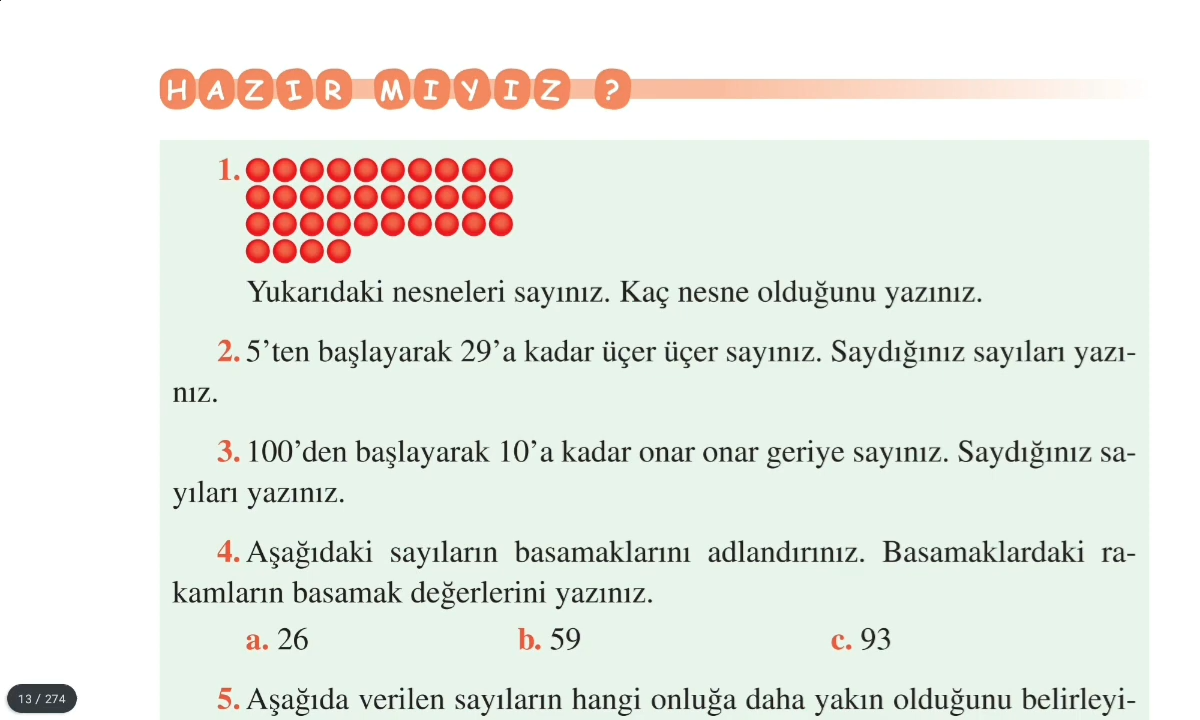 HAZIR MIYIZ ?
1.
Yukarıdaki nesneleri sayınız. Kaç nesne olduğunu yazınız.
2. 5’ten başlayarak 29’a kadar üçer üçer sayınız. Saydığınız sayıları yazı-
nız.
3. 100’den başlayarak 10’a kadar onar onar geriye sayınız. Saydığınız sa-
yıları yazınız.
4. Aşağıdaki sayıların basamaklarını adlandırınız. Basamaklardaki ra-
kamların basamak değerlerini yazınız.
a. 26 b. 59 c. 93
5. Aşağıda verilen sayıların hangi onluğa daha yakın olduğunu belirleyi-
13 / 274